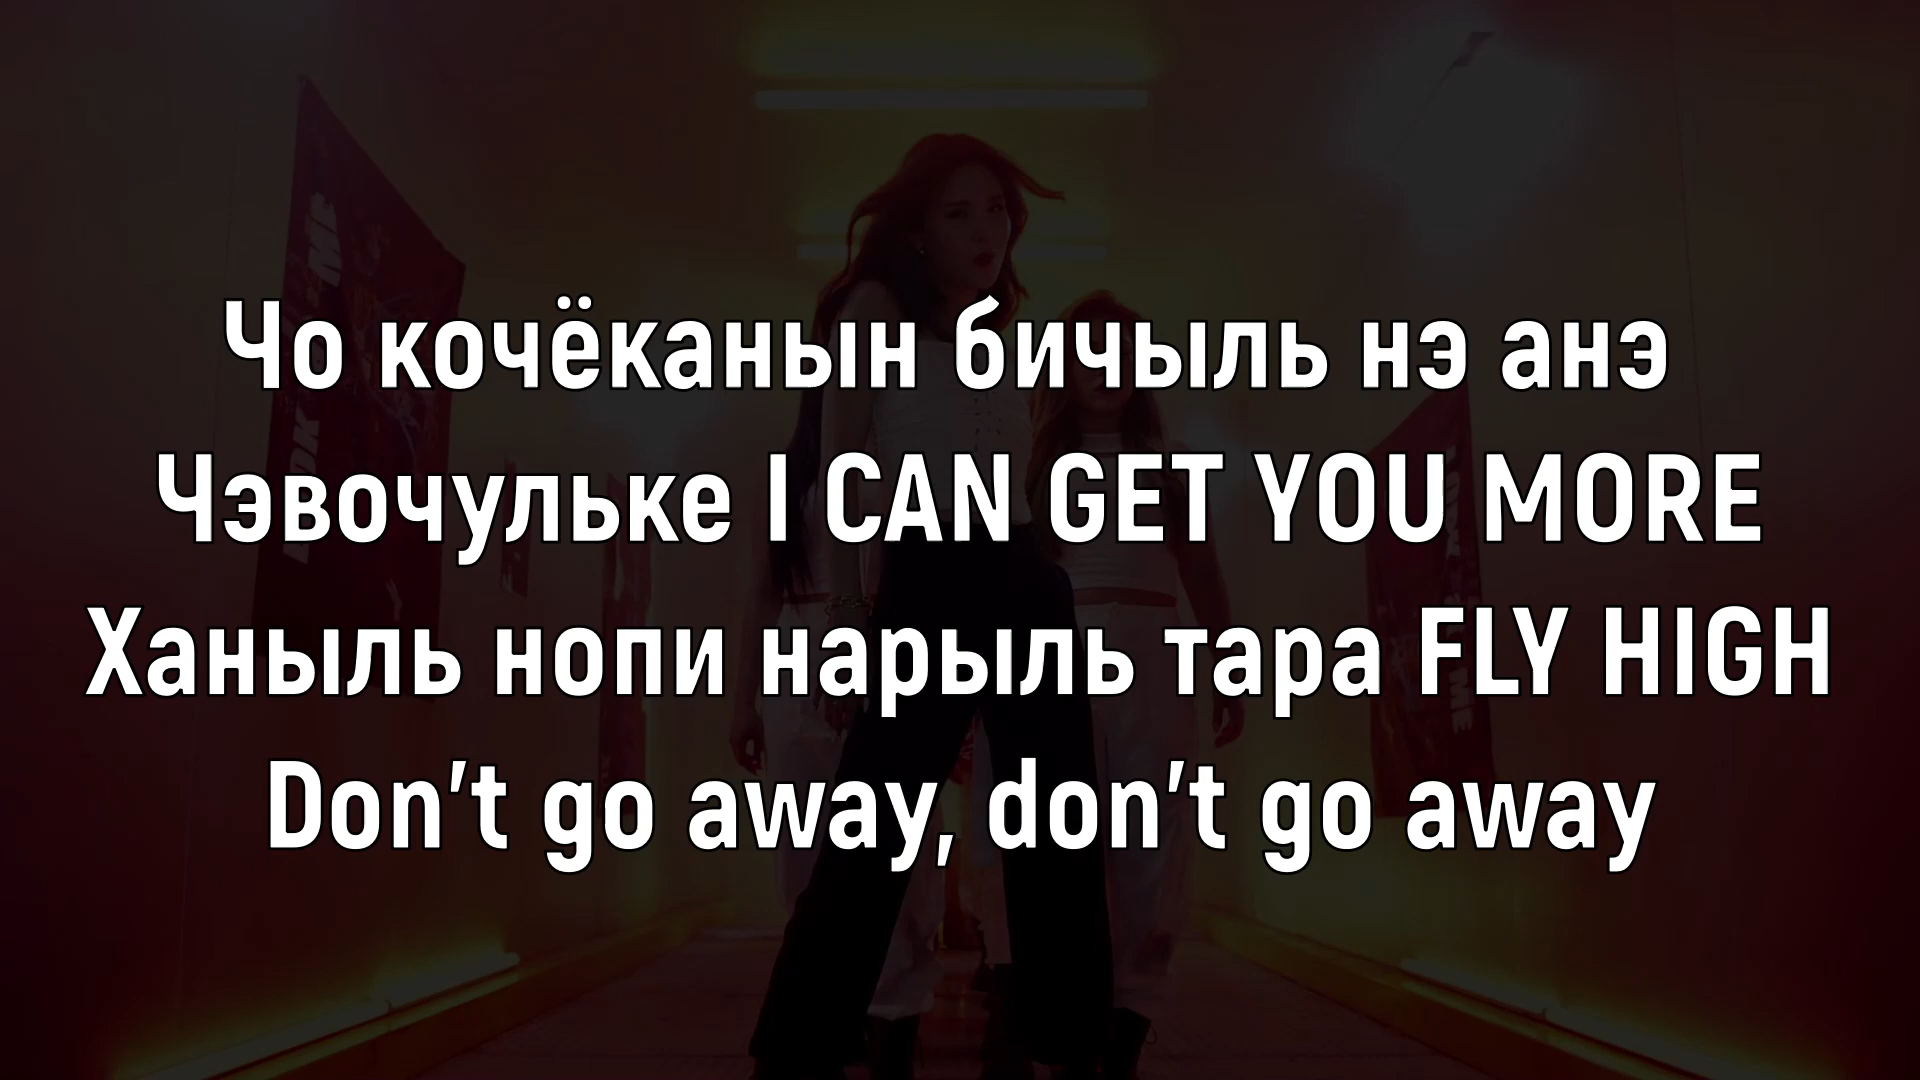 Чо кочёканын бичыль нэ анэ
Чэвочульке I CAN GET YOU MORE
Ханыль нопи нарыль тара FLY HIGH
Don't go away, don't go away